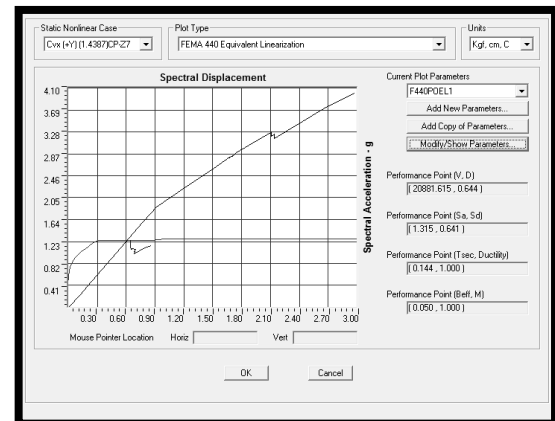 Static Nonlinear Case
Cvx (+Y) (1.4387)CP-Z7
Plot Type
FEMA 440 Equivalent Linearization
Units
Kgf, cm, C
Spectral Displacement
4.10
3.69
3.28
2.87
2.46
2.05
1.64
1.23
0.82
0.41
0.30 0.60 0.90 1.20 1.50 1.80 2.10 2.40 2.70 3.00
Spectral Acceleration - g
Mouse Pointer Location Horiz Vert
Current Plot Parameters
F440POEL1
Add New Parameters...
Add Copy of Parameters...
Modify/Show Parameters...
Performance Point (V, D)
( 20881.615 , 0.644 )
Performance Point (Sa, Sd)
( 1.315 , 0.641 )
Performance Point (Tsec, Ductility)
( 0.144 , 1.000 )
Performance Point (Beff, M)
( 0.050 , 1.000 )
OK
Cancel